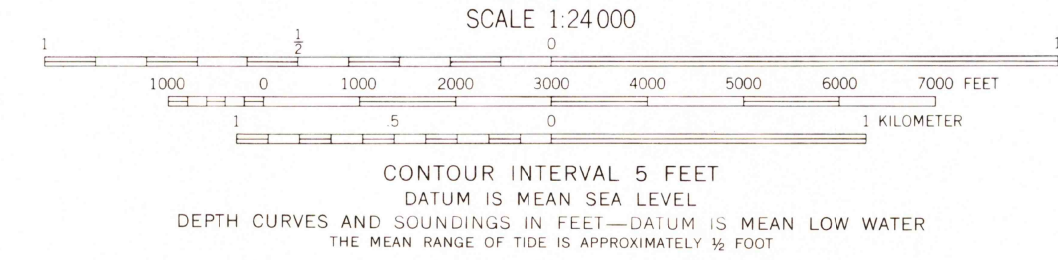 SCALE 1:24 000
1 ½ 0 1
1000 0 1000 2000 3000 4000 5000 6000 7000 FEET
1 .5 0 1 KILOMETER
CONTOUR INTERVAL 5 FEET
DATUM IS MEAN SEA LEVEL
DEPTH CURVES AND SOUNDINGS IN FEET—DATUM IS MEAN LOW WATER
THE MEAN RANGE OF TIDE IS APPROXIMATELY ½ FOOT